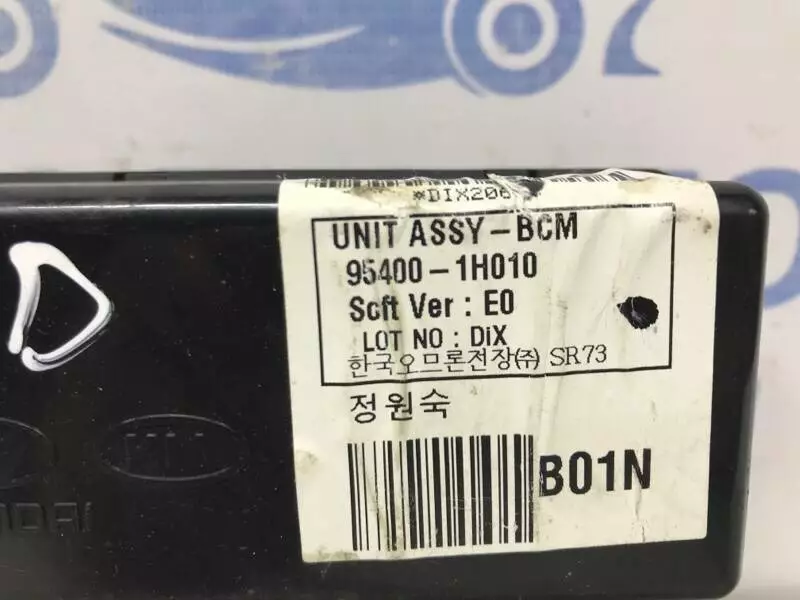 *DIX206
UNIT ASSY-BCM
95400-1H010
Soft Ver : E0
LOT NO : DiX
한국오므론전장(주) SR73
정원숙
B01N
D